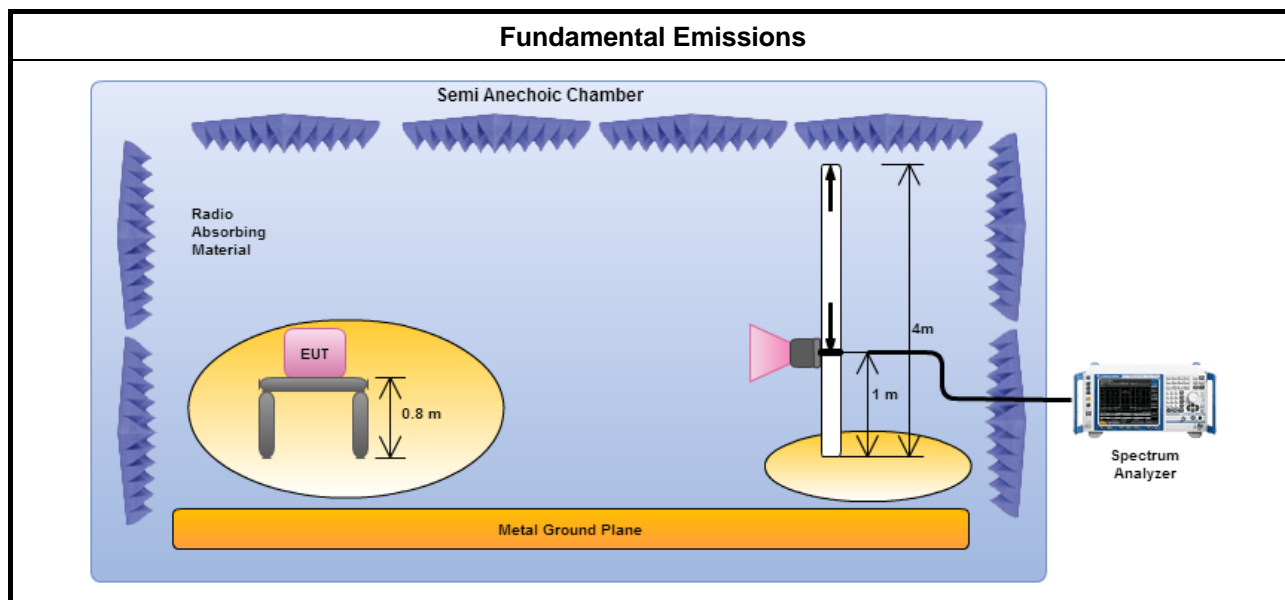 Fundamental Emissions
Semi Anechoic Chamber
Radio
Absorbing
Material
EUT
0.8 m
4m
1 m
Spectrum
Analyzer
Metal Ground Plane